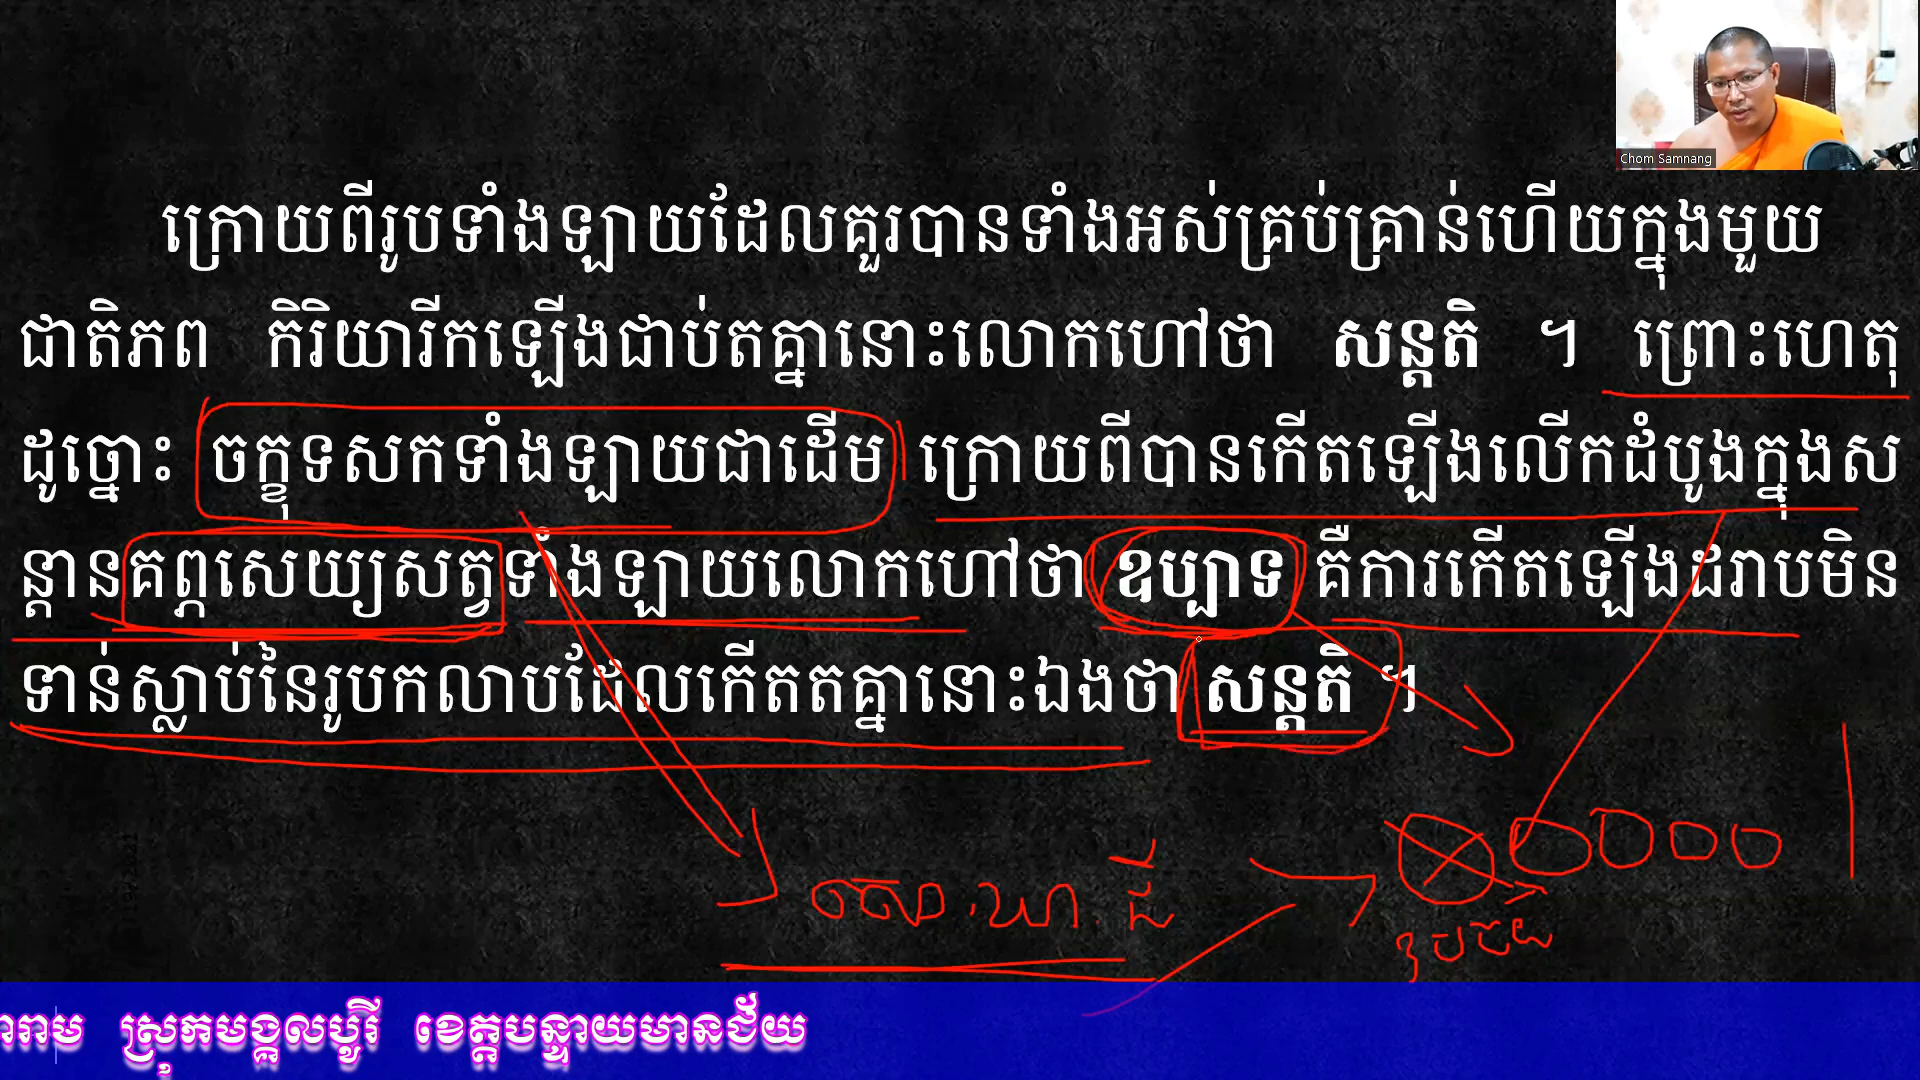 Chom Samnang
ក្រោយពីរូបទាំងឡាយដែលគួរបានទាំងអស់គ្រប់គ្រាន់ហើយក្នុងមួយ
ជាតិភព កិរិយារីកឡើងជាប់តគ្នានោះលោកហៅថា សន្តតិ ។ ព្រោះហេតុ
ដូច្នោះ ចក្ខុទសកទាំងឡាយជាដើម ក្រោយពីបានកើតឡើងលើកដំបូងក្នុងស
ន្តានគព្ភសេយ្យសត្វទាំងឡាយលោកហៅថា ឧប្បាទ គឺការកើតឡើងដរាបមិន
ទាន់ស្លាប់នៃរូបកលាបដែលកើតតគ្នានោះឯងថា សន្តតិ ។
ស្រុកមង្គលបូរី ខេត្តបន្ទាយមានជ័យ